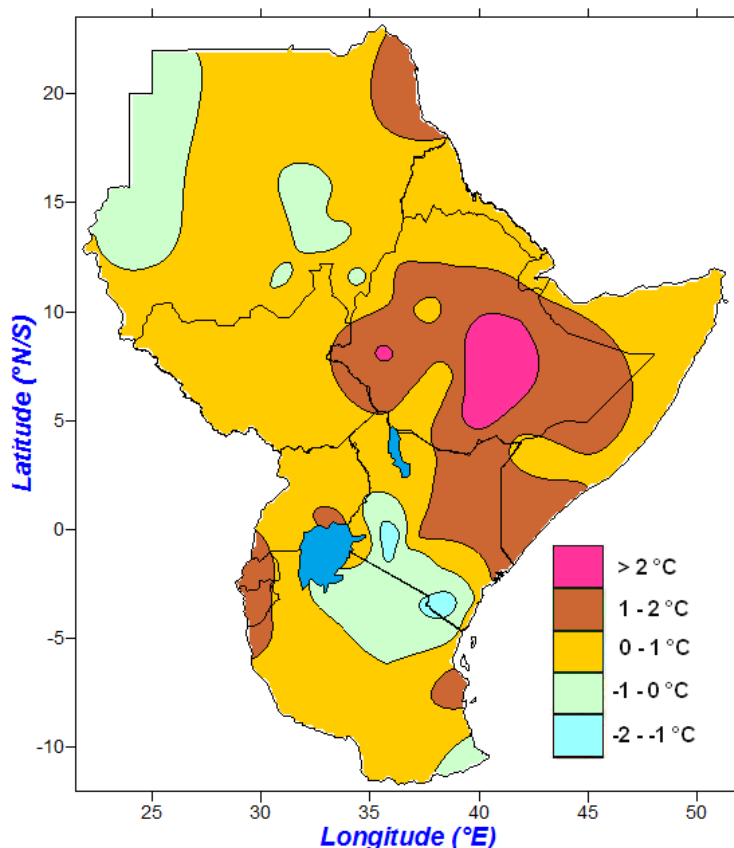 20
15
10
5
0
-5
-10
Latitude (°N/S)
> 2 °C
1 - 2 °C
0 - 1 °C
-1 - 0 °C
-2 - -1 °C
25 30 35 40 45 50
Longitude (°E)